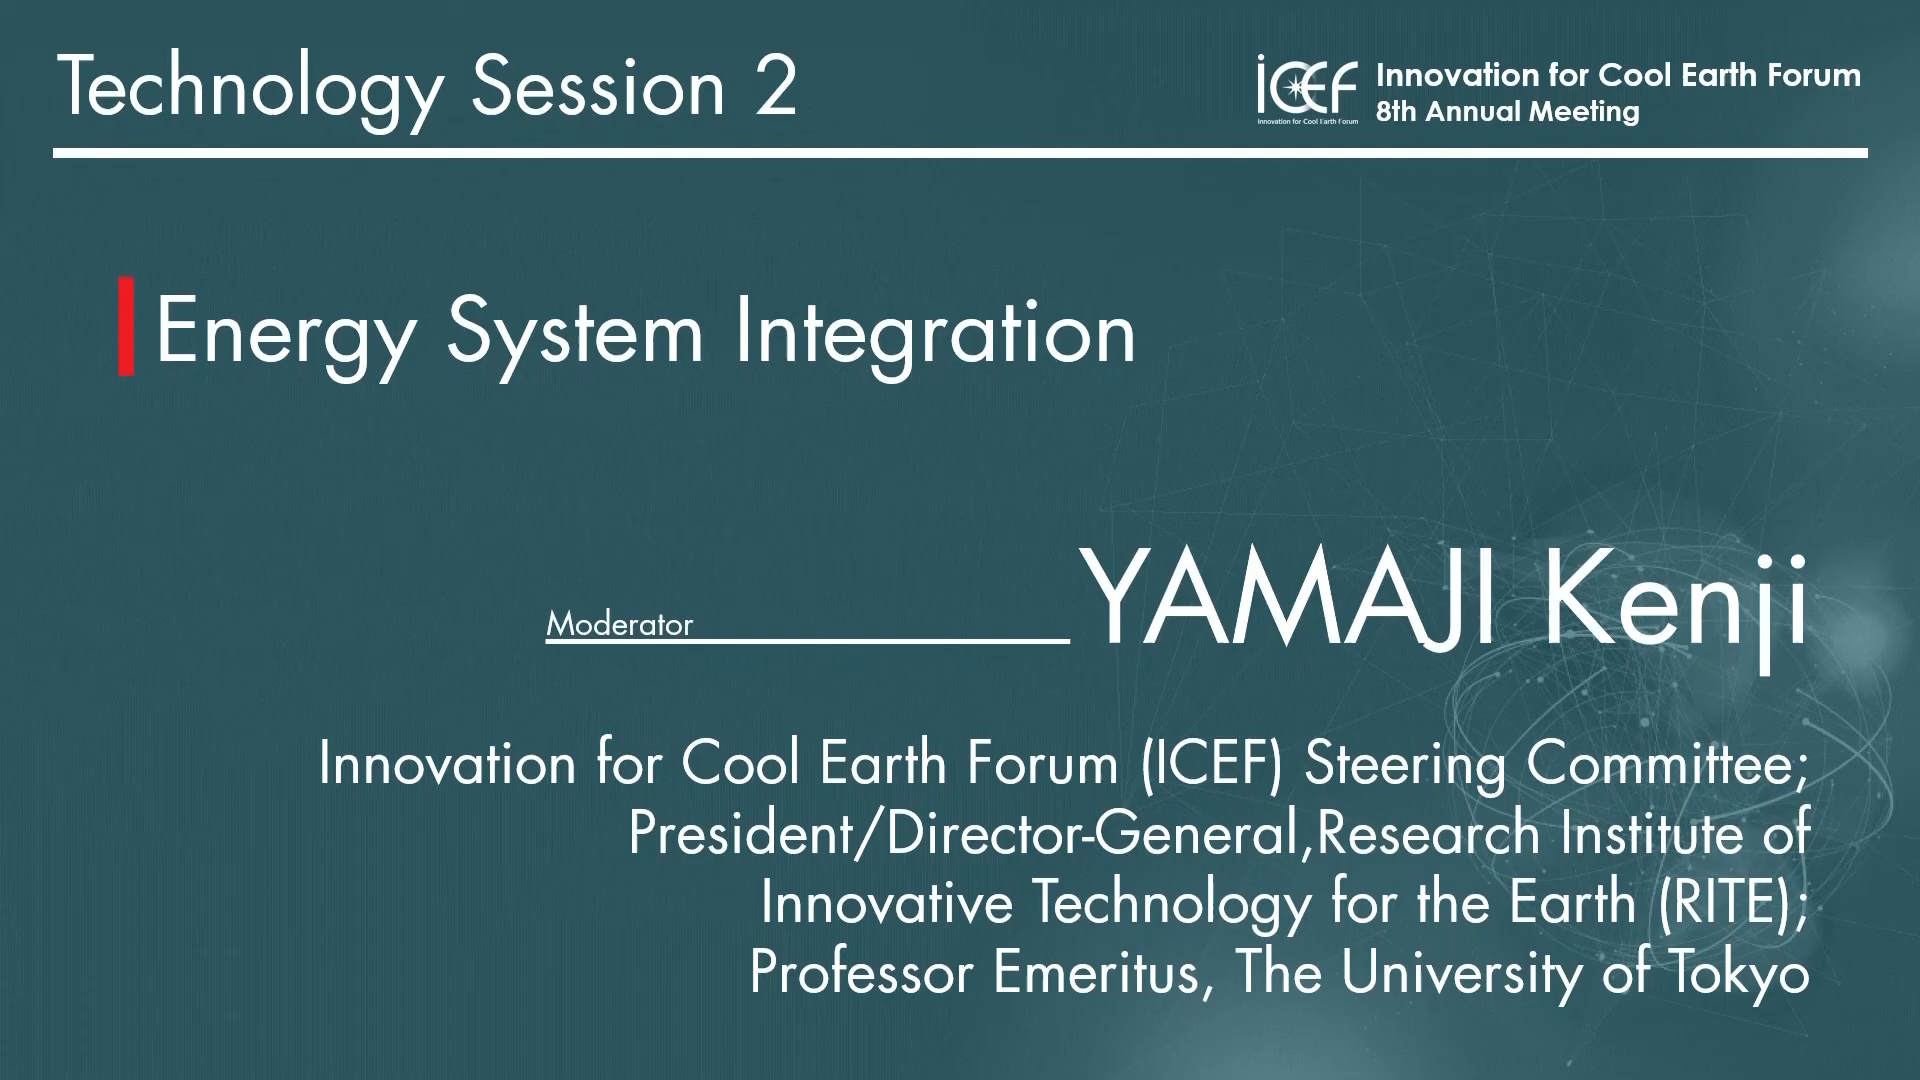 Technology Session 2
iCEF
Innovation for Cool Earth Forum
Innovation for Cool Earth Forum
8th Annual Meeting
Energy System Integration
Moderator
YAMAJI Kenji
Innovation for Cool Earth Forum (ICEF) Steering Committee;
President/Director-General,Research Institute of
Innovative Technology for the Earth (RITE);
Professor Emeritus, The University of Tokyo